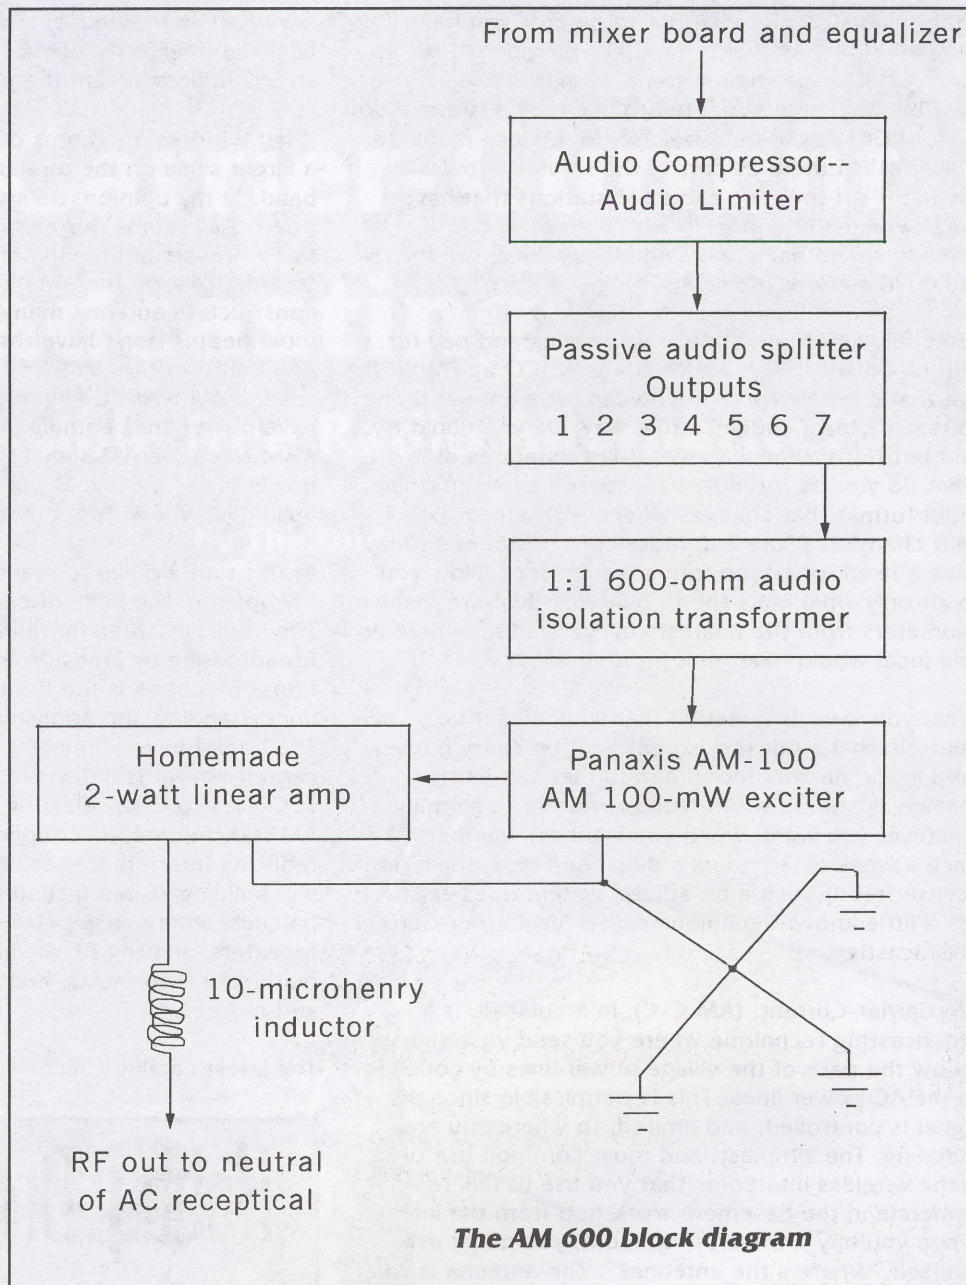 From mixer board and equalizer
Audio Compressor--
Audio Limiter
Passive audio splitter
Outputs
1 2 3 4 5 6 7
1:1 600-ohm audio
isolation transformer
Homemade
2-watt linear amp
Panaxis AM-100
AM 100-mW exciter
10-microhenry
inductor
RF out to neutral
of AC receptical
The AM 600 block diagram